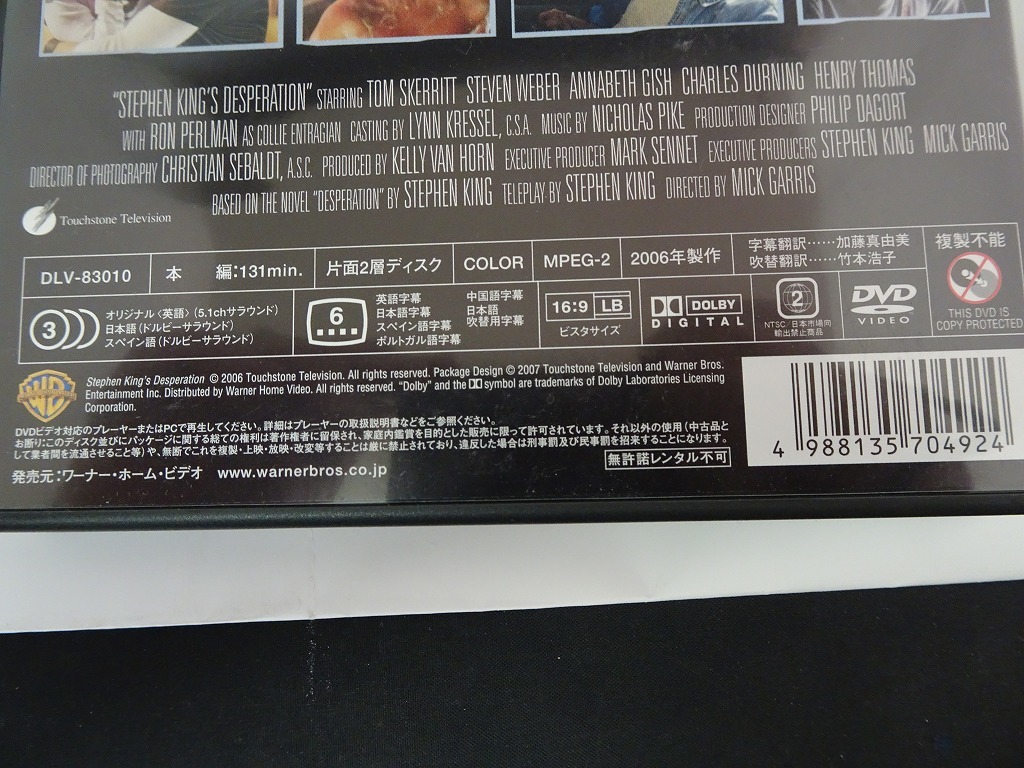 "STEPHEN KING'S DESPERATION" STARRING TOM SKERRITT STEVEN WEBER ANNABETH GISH CHARLES DURNING HENRY THOMAS
WITH RON PERLMAN AS COLLIE ENTRAGIAN CASTING BY LYNN KRESSEL, C.S.A. MUSIC BY NICHOLAS PIKE PRODUCTION DESIGNER PHILIP DAGORT
DIRECTOR OF PHOTOGRAPHY CHRISTIAN SEBALDT, A.S.C. PRODUCED BY KELLY VAN HORN EXECUTIVE PRODUCER MARK SENNET EXECUTIVE PRODUCERS STEPHEN KING MICK GARRIS
BASED ON THE NOVEL "DESPERATION" BY STEPHEN KING TELEPLAY BY STEPHEN KING DIRECTED BY MICK GARRIS
Touchstone Television
DLV-83010
本 編:131min.
片面2層ディスク
COLOR
MPEG-2
2006年製作
字幕翻訳……加藤真由美
吹替翻訳……竹本浩子
複製不能
THIS DVD IS
COPY PROTECTED
3
オリジナル〈英語〉(5.1chサラウンド)
日本語(ドルビーサラウンド)
スペイン語(ドルビーサラウンド)
6
英語字幕
日本語字幕
スペイン語字幕
ポルトガル語字幕
中国語字幕
日本語
吹替用字幕
16:9 LB
ビスタサイズ
DOLBY
DIGITAL
2
NTSC 日本市場向
輸出禁止商品
DVD
VIDEO
WB
Stephen King's Desperation © 2006 Touchstone Television. All rights reserved. Package Design © 2007 Touchstone Television and Warner Bros.
Entertainment Inc. Distributed by Warner Home Video. All rights reserved. "Dolby" and the DD symbol are trademarks of Dolby Laboratories Licensing
Corporation.
DVDビデオ対応のプレーヤーまたはPCで再生してください。詳細はプレーヤーの取扱説明書などをご参照ください。
お断り:このディスク並びにパッケージに関する総ての権利は著作権者に留保され、家庭内鑑賞を目的とした販売に限って許可されています。それ以外の使用(中古品と
して業者間を流通させること等)や、無断でこれを複製・上映・放映・改変等することは厳に禁止されており、違反した場合は刑事罰及び民事罰を招来することになります。
発売元:ワーナー・ホーム・ビデオ www.warnerbros.co.jp
無許諾レンタル不可
4 988135 704924